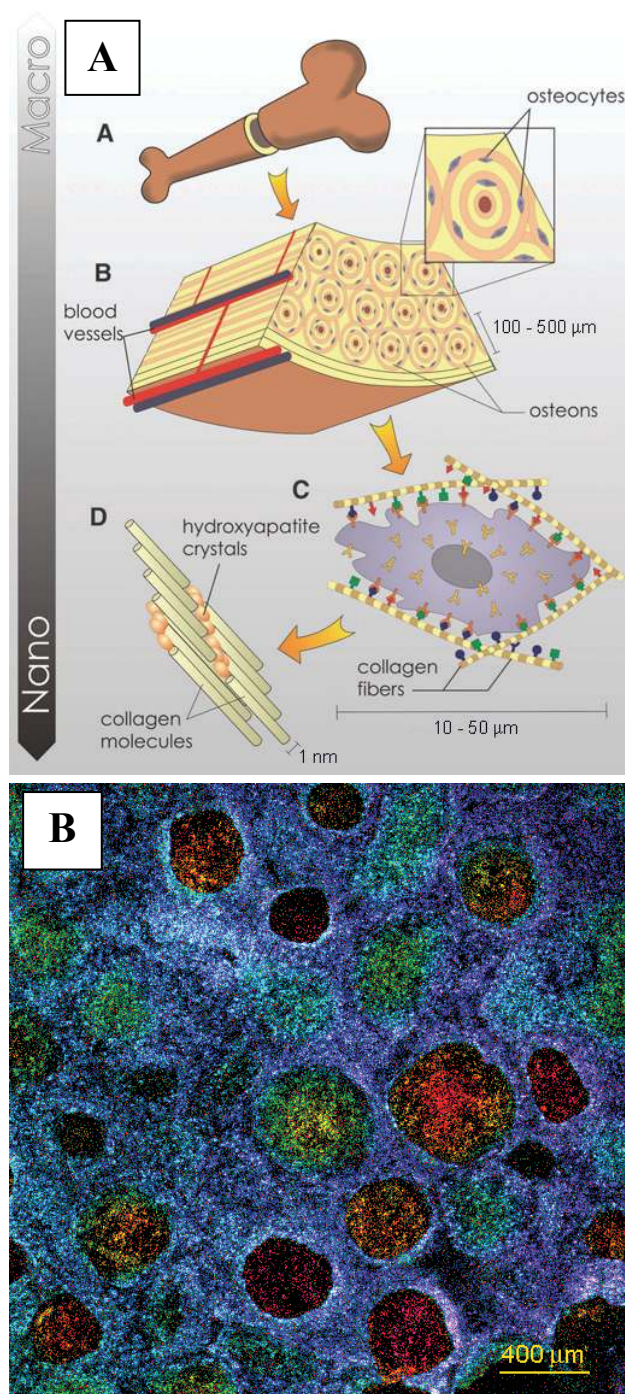 Macro
A
A
osteocytes
B
blood
vessels
100 - 500 µm
osteons
C
D
hydroxyapatite
crystals
collagen
fibers
collagen
molecules
10 - 50 µm
1 nm
Nano
B
400 µm